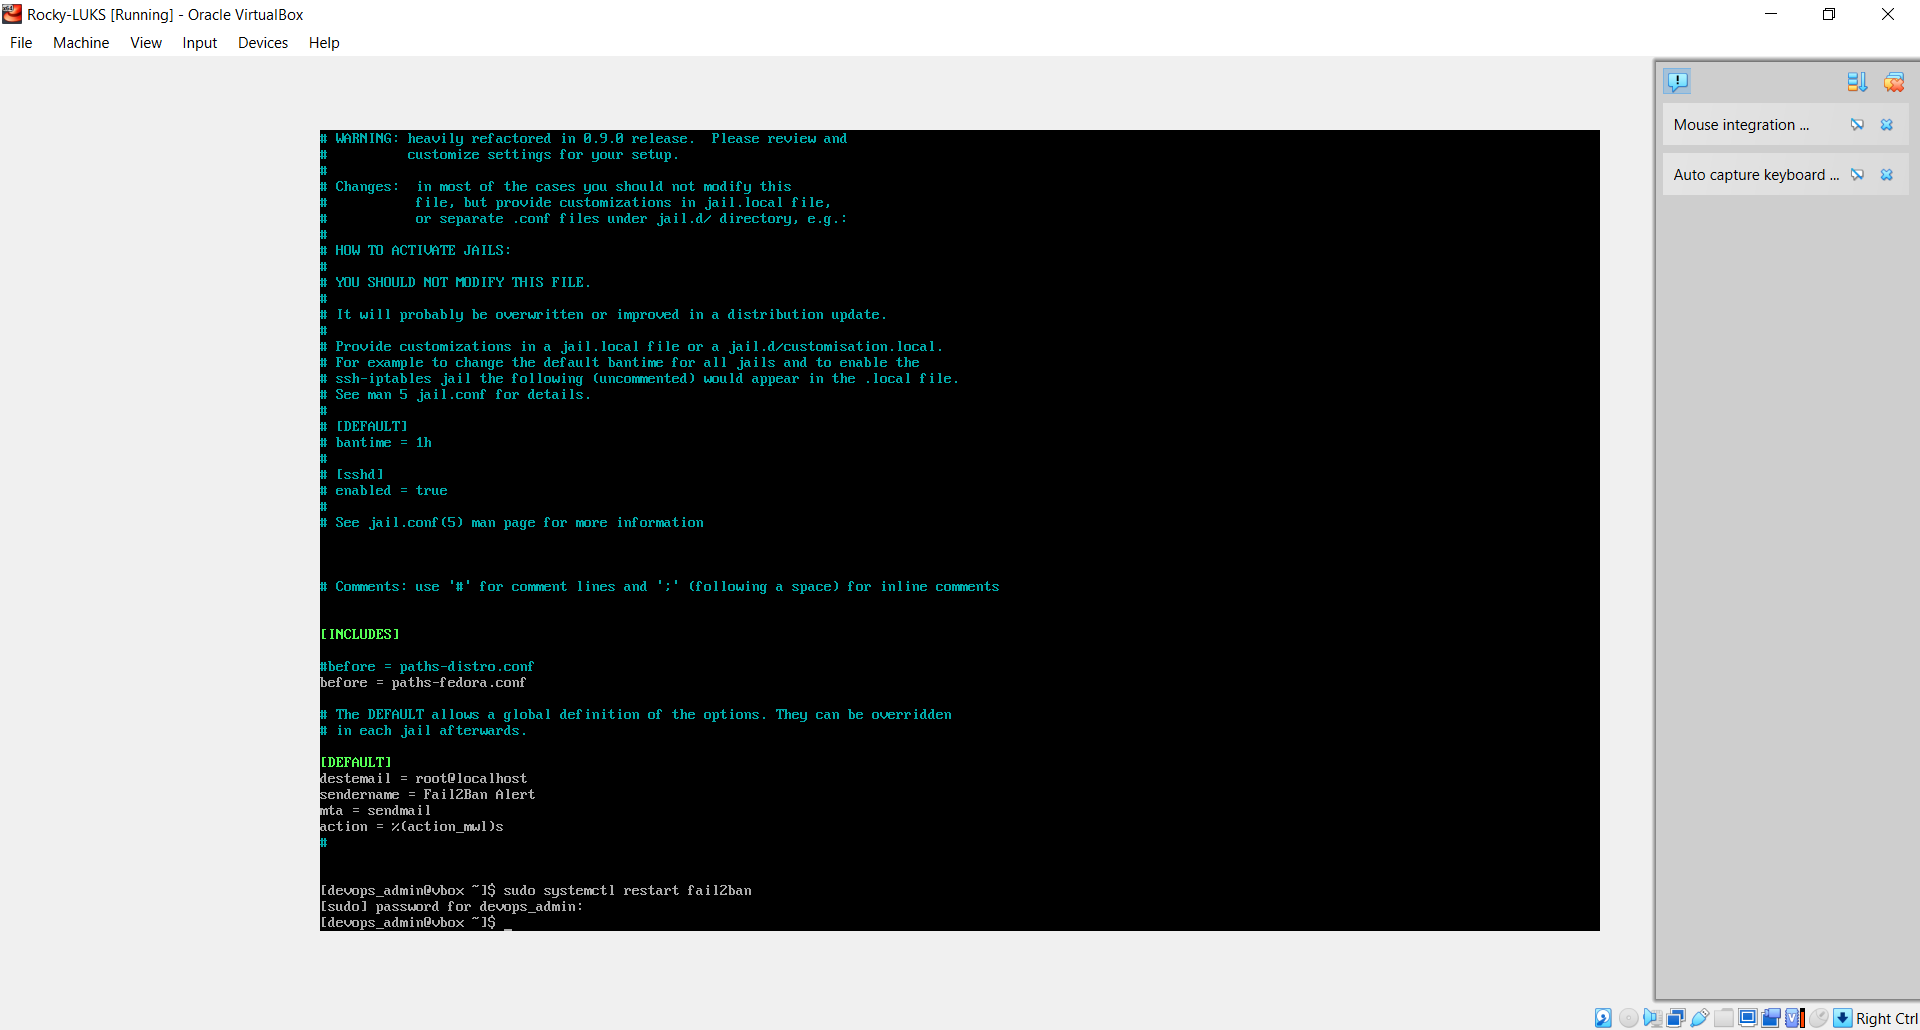 Rocky-LUKS [Running] - Oracle VirtualBox
File Machine View Input Devices Help
# WARNING: heavily refactored in 0.9.0 release.  Please review and
#          customize settings for your setup.
#
# Changes:  in most of the cases you should not modify this
#           file, but provide customizations in jail.local file,
#           or separate .conf files under jail.d/ directory, e.g.:
#
# HOW TO ACTIVATE JAILS:
#
# YOU SHOULD NOT MODIFY THIS FILE.
#
# It will probably be overwritten or improved in a distribution update.
#
# Provide customizations in a jail.local file or a jail.d/customisation.local.
# For example to change the default bantime for all jails and to enable the
# ssh-iptables jail the following (uncommented) would appear in the .local file.
# See man 5 jail.conf for details.
#
# [DEFAULT]
# bantime = 1h
#
# [sshd]
# enabled = true
#
# See jail.conf(5) man page for more information
# Comments: use '#' for comment lines and ';' (following a space) for inline comments
[INCLUDES]
#before = paths-distro.conf
before = paths-fedora.conf
# The DEFAULT allows a global definition of the options. They can be overridden
# in each jail afterwards.
[DEFAULT]
destemail = root@localhost
sendername = Fail2Ban Alert
mta = sendmail
action = %(action_mwl)s
#
[devops_admin@vbox ~]$ sudo systemctl restart fail2ban
[sudo] password for devops_admin:
[devops_admin@vbox ~]$ _
Mouse integration ...
Auto capture keyboard ...
Right Ctrl